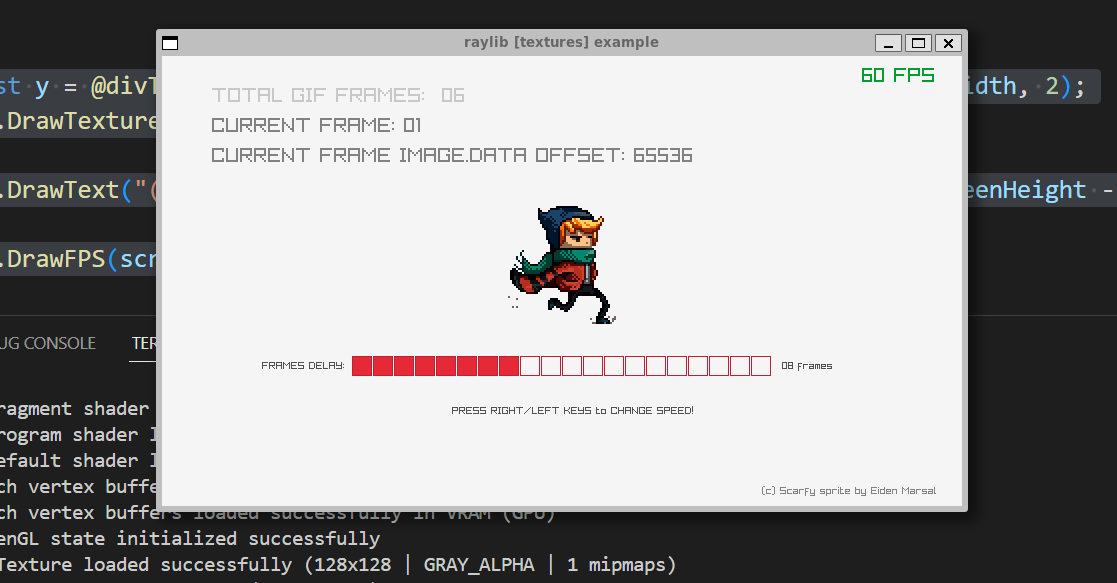 raylib [textures] example
60 FPS
st y = @divT
idth, 2);
TOTAL GIF FRAMES: 06
.DrawTexture
CURRENT FRAME: 01
CURRENT FRAME IMAGE.DATA OFFSET: 65536
.DrawText("(
eenHeight -
.DrawFPS(scr
UG CONSOLE
TER
FRAMES DELAY:
08 frames
PRESS RIGHT/LEFT KEYS to CHANGE SPEED!
ragment shader
rogram shader
efault shader
ch vertex buffe
(c) Scarfy sprite by Eiden Marsal
ch vertex buffers loaded successfully in VRAM (GPU)
enGL state initialized successfully
Texture loaded successfully (128x128 | GRAY_ALPHA | 1 mipmaps)